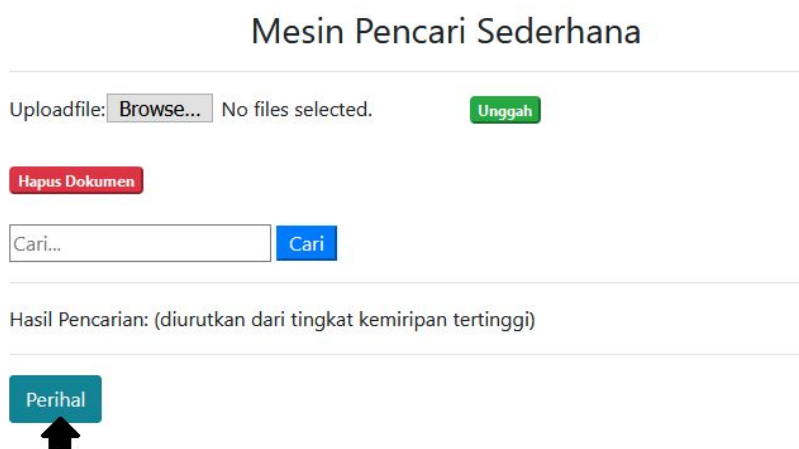 Mesin Pencari Sederhana
Uploadfile: Browse... No files selected. Unggah
Hapus Dokumen
Cari... Cari
Hasil Pencarian: (diurutkan dari tingkat kemiripan tertinggi)
Perihal